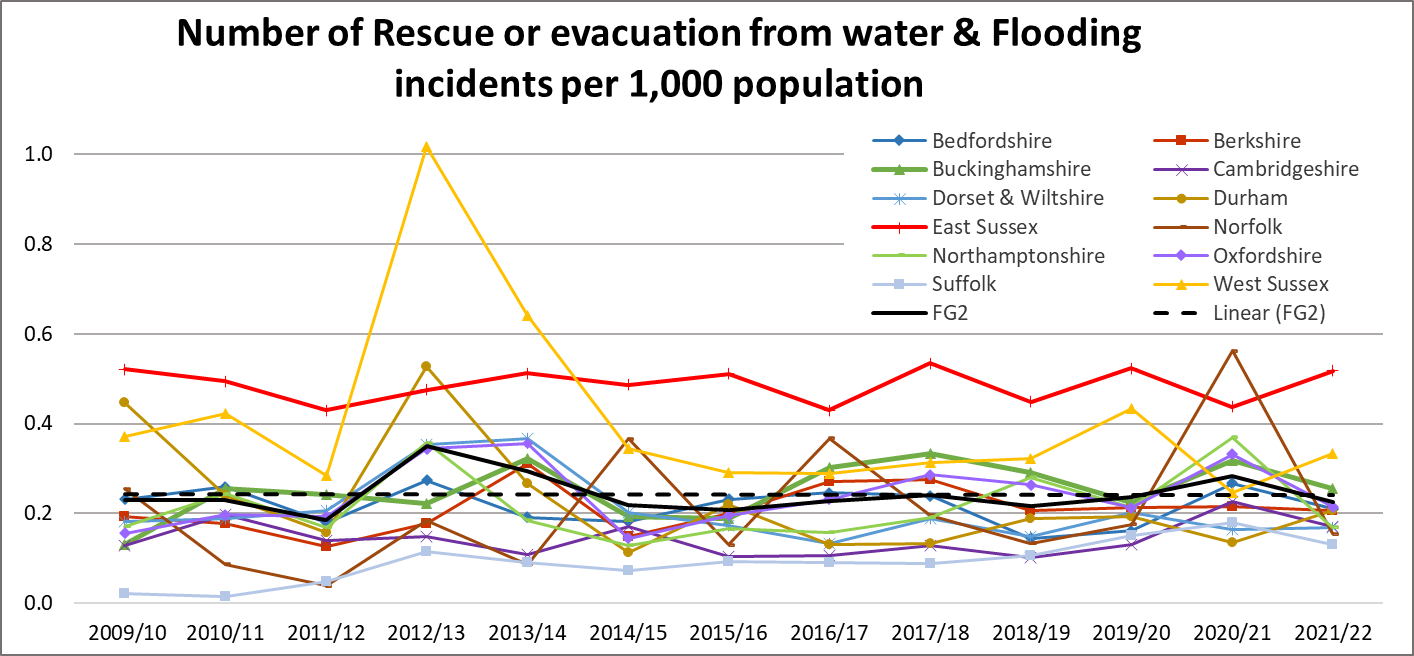 Number of Rescue or evacuation from water & Flooding
incidents per 1,000 population
Bedfordshire
Berkshire
Buckinghamshire
Cambridgeshire
Dorset & Wiltshire
Durham
East Sussex
Norfolk
Northamptonshire
Oxfordshire
Suffolk
West Sussex
FG2
Linear (FG2)
1.0
0.8
0.6
0.4
0.2
0.0
2009/10 2010/11 2011/12 2012/13 2013/14 2014/15 2015/16 2016/17 2017/18 2018/19 2019/20 2020/21 2021/22